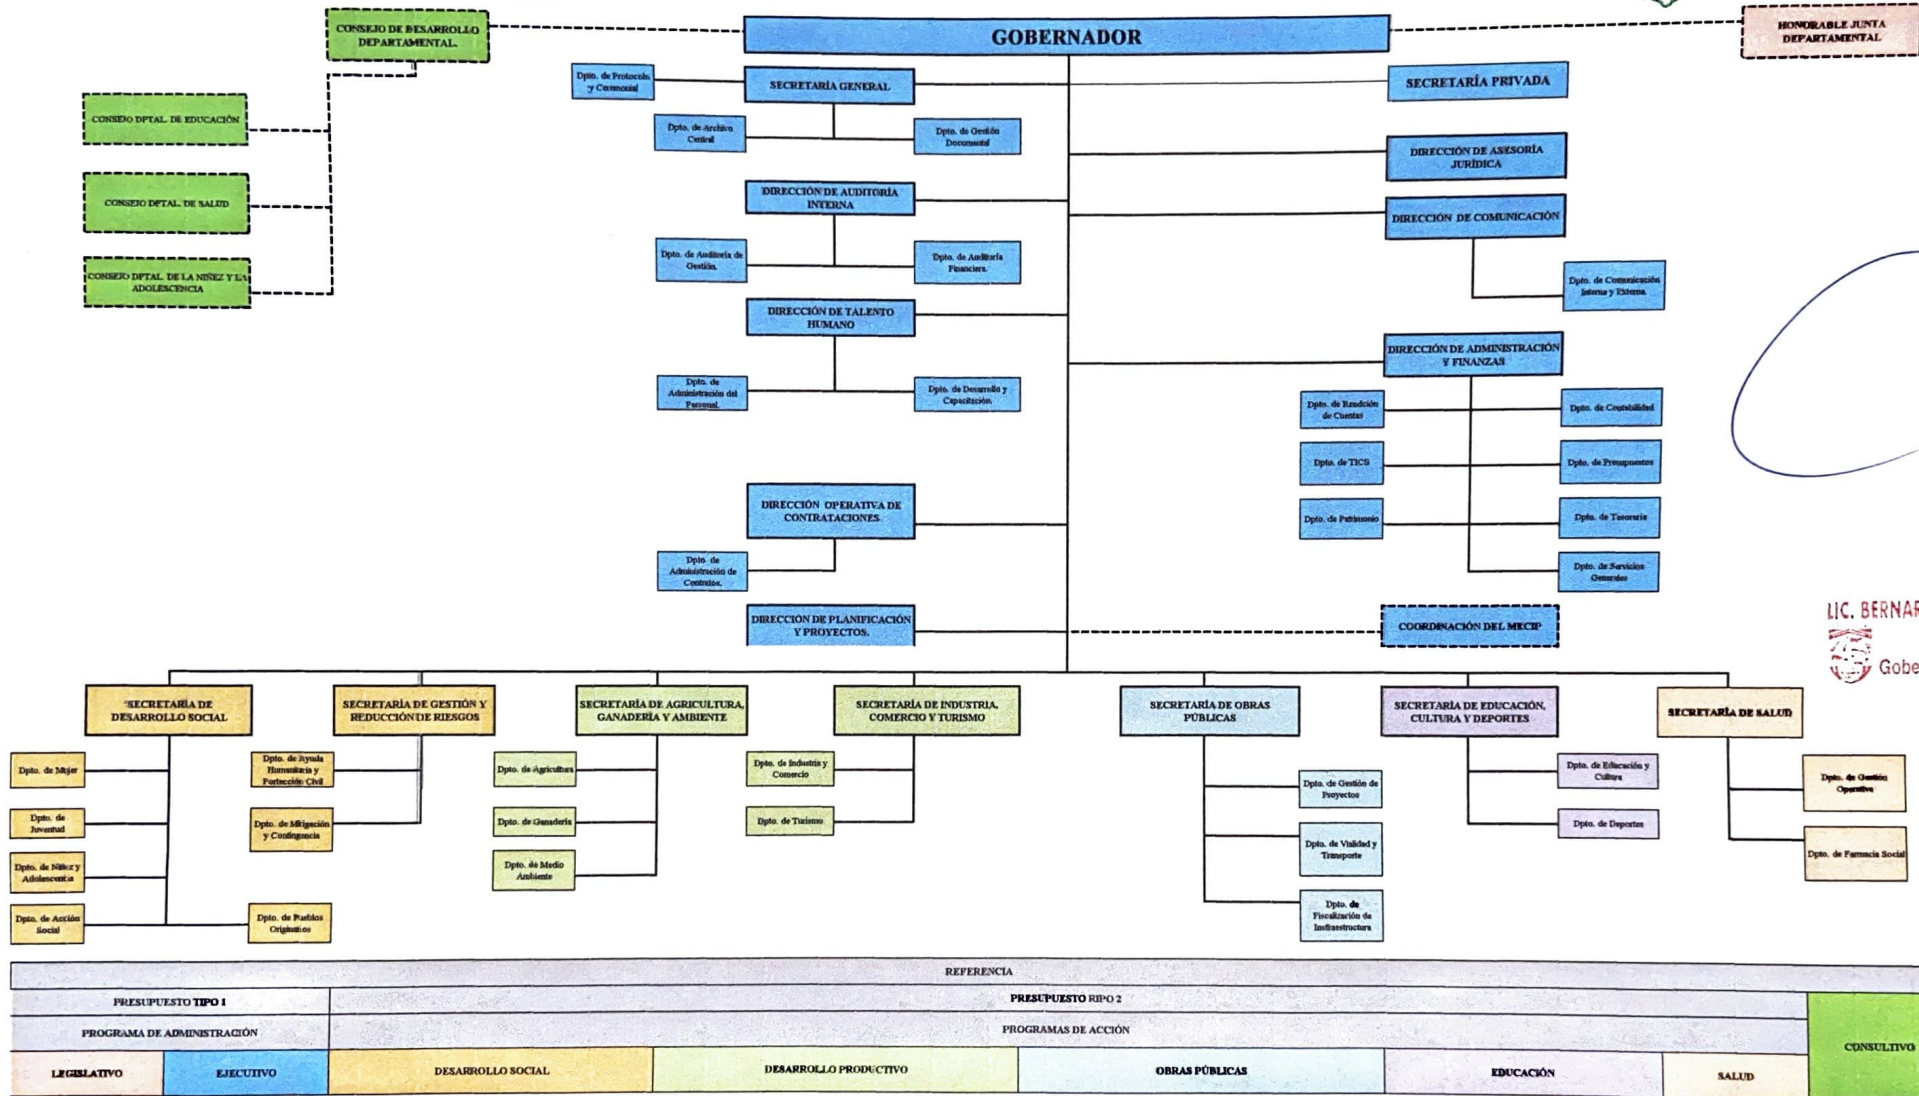 CONSEJO DE DESARROLLO
DEPARTAMENTAL.
GOBERNADOR
HONORABLE JUNTA
DEPARTAMENTAL
CONSEJO DPTAL. DE EDUCACIÓN
CONSEJO DPTAL. DE SALUD
CONSEJO DPTAL. DE LA NIÑEZ Y LA
ADOLESCENCIA
Dpto. de Protocolo
y Ceremonial
SECRETARÍA GENERAL
SECRETARÍA PRIVADA
Dpto. de Archivo
Central
Dpto. de Gestión
Documental
DIRECCIÓN DE ASESORÍA
JURÍDICA
DIRECCIÓN DE AUDITORÍA
INTERNA
DIRECCIÓN DE COMUNICACIÓN
Dpto. de Auditoría de
Gestión.
Dpto. de Auditoría
Financiera.
Dpto. de Comunicación
Interna y Externa.
DIRECCIÓN DE TALENTO
HUMANO
DIRECCIÓN DE ADMINISTRACIÓN
Y FINANZAS
Dpto. de
Administración del
Personal.
Dpto. de Desarrollo y
Capacitación.
Dpto. de Rendción
de Cuentas
Dpto. de Contabilidad
Dpto. de TICS
Dpto. de Presupuestos
DIRECCIÓN OPERATIVA DE
CONTRATACIONES
Dpto. de Patrimonio
Dpto. de Tesoreria
Dpto. de
Administración de
Contratos.
Dpto. de Servicios
Generales
DIRECCIÓN DE PLANIFICACIÓN
Y PROYECTOS.
COORDINACIÓN DEL MECIP
LIC. BERNAR
Gobe
SECRETARÍA DE
DESARROLLO SOCIAL
SECRETARÍA DE GESTIÓN Y
REDUCCIÓN DE RIESGOS
SECRETARÍA DE AGRICULTURA,
GANADERÍA Y AMBIENTE
SECRETARÍA DE INDUSTRIA,
COMERCIO Y TURISMO
SECRETARÍA DE OBRAS
PÚBLICAS
SECRETARÍA DE EDUCACIÓN,
CULTURA Y DEPORTES
SECRETARÍA DE SALUD
Dpto. de Mujer
Dpto. de
Juventud
Dpto. de Niñez y
Adolescentia
Dpto. de Acción
Social
Dpto. de Pueblos
Originarios
Dpto. de Ayuda
Humanitaria y
Portección Civil
Dpto. de Mitigación
y Contingencia
Dpto. de Agricultura
Dpto. de Ganadería
Dpto. de Medio
Ambiente
Dpto. de Industria y
Comercio
Dpto. de Turismo
Dpto. de Gestión de
Proyectos
Dpto. de Vialidad y
Transporte
Dpto. de
Fiscalización de
Insfraestructura
Dpto. de Educación y
Cultura
Dpto. de Deportes
Dpto. de Gestión
Operativa
Dpto. de Farmacia Social
REFERENCIA
PRESUPUESTO TIPO 1
PRESUPUESTO RIPO 2
PROGRAMA DE ADMINISTRACIÓN
PROGRAMAS DE ACCIÓN
CONSULTIVO
LEGISLATIVO
EJECUTIVO
DESARROLLO SOCIAL
DESARROLLO PRODUCTIVO
OBRAS PÚBLICAS
EDUCACIÓN
SALUD